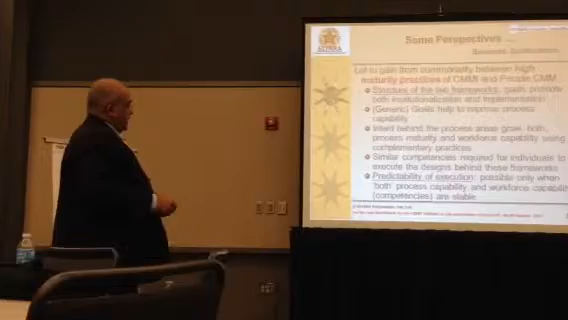 Some Perspectives ....
Business Justifications
Lot to gain from commonality between high
maturity practices of CMMI and People CMM
Structure of the two frameworks: goals, promote
both institutionalization and implementation
(Generic) Goals help to improve process
capability
Intent behind the process areas grow both,
process maturity and workforce capability using
complementary practices
Similar competencies required for individuals to
execute the designs behind these frameworks
Predictability of execution: possible only when
both process capability and workforce capability
(competencies) are stable